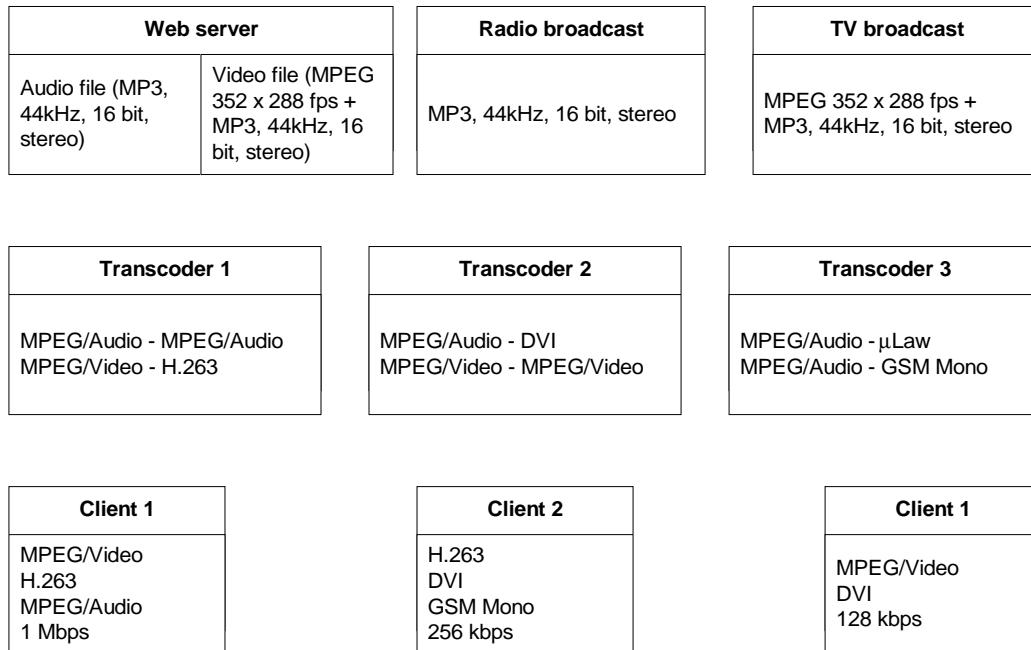 Web server
Audio file (MP3,
44kHz, 16 bit,
stereo)
Video file (MPEG
352 x 288 fps +
MP3, 44kHz, 16
bit, stereo)
Radio broadcast
MP3, 44kHz, 16 bit, stereo
TV broadcast
MPEG 352 x 288 fps +
MP3, 44kHz, 16 bit, stereo
Transcoder 1
MPEG/Audio - MPEG/Audio
MPEG/Video - H.263
Transcoder 2
MPEG/Audio - DVI
MPEG/Video - MPEG/Video
Transcoder 3
MPEG/Audio - μLaw
MPEG/Audio - GSM Mono
Client 1
MPEG/Video
H.263
MPEG/Audio
1 Mbps
Client 2
H.263
DVI
GSM Mono
256 kbps
Client 1
MPEG/Video
DVI
128 kbps